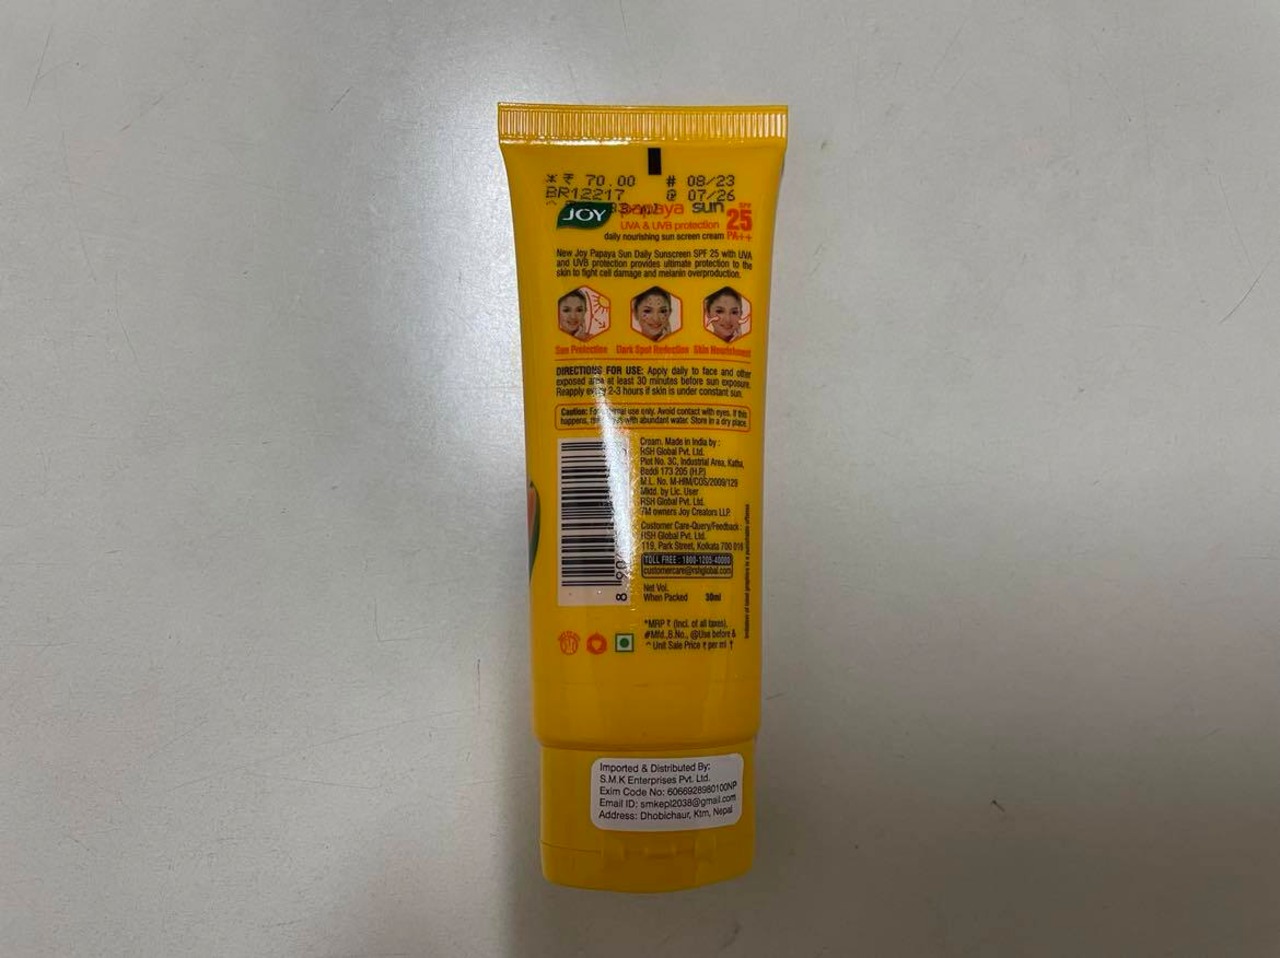 * ₹ 70.00 # 08/23
BR12217 @ 07/26
JOY papaya sun SPF
25
UVA & UVB protection
PA++
daily nourishing sun screen cream
New Joy Papaya Sun Daily Sunscreen SPF 25 with UVA
and UVB protection provides ultimate protection to the
skin to fight cell damage and melanin overproduction.
Sun Protection Dark Spot Reduction Skin Nourishment
DIRECTIONS FOR USE: Apply daily to face and other
exposed area at least 30 minutes before sun exposure.
Reapply every 2-3 hours if skin is under constant sun.
Caution: For use only. Avoid contact with eyes. If this
happens, with abundant water. Store in a dry place.
Cream. Made in India by :
RSH Global Pvt. Ltd.
Plot No. 3C, Industrial Area, Katha,
Baddi 173 205 (H.P.)
M.L. No. M-HIM/COS/2009/129
Mktd. by Lic. User
RSH Global Pvt. Ltd.
TM owners Joy Creators LLP.
Customer Care-Query/Feedback :
RSH Global Pvt. Ltd.
119, Park Street, Kolkata 700 016
TOLL FREE : 1800-1205-40000
customercare@rshglobal.com
Net Vol.
When Packed 30ml
*MRP ₹ (Incl. of all taxes),
#Mfd.,B.No., @Use before &
^ Unit Sale Price ₹ per ml †
Imitation of label graphics is a punishable offence
Imported & Distributed By:
S.M.K Enterprises Pvt. Ltd.
Exim Code No: 6066928980100NP
Email ID: smkepl2038@gmail.com
Address: Dhobichaur, Ktm, Nepal